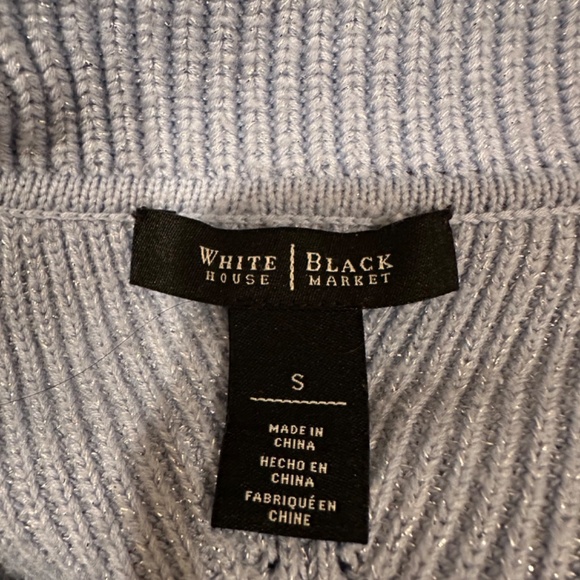 WHITE HOUSE | BLACK MARKET
S
MADE IN
CHINA
HECHO EN
CHINA
FABRIQUÉ EN
CHINE